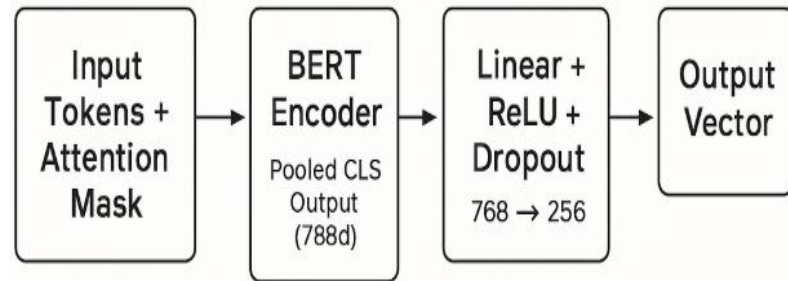 Input
Tokens +
Attention
Mask
BERT
Encoder
Pooled CLS
Output
(788d)
Linear +
ReLU +
Dropout
768 → 256
Output
Vector